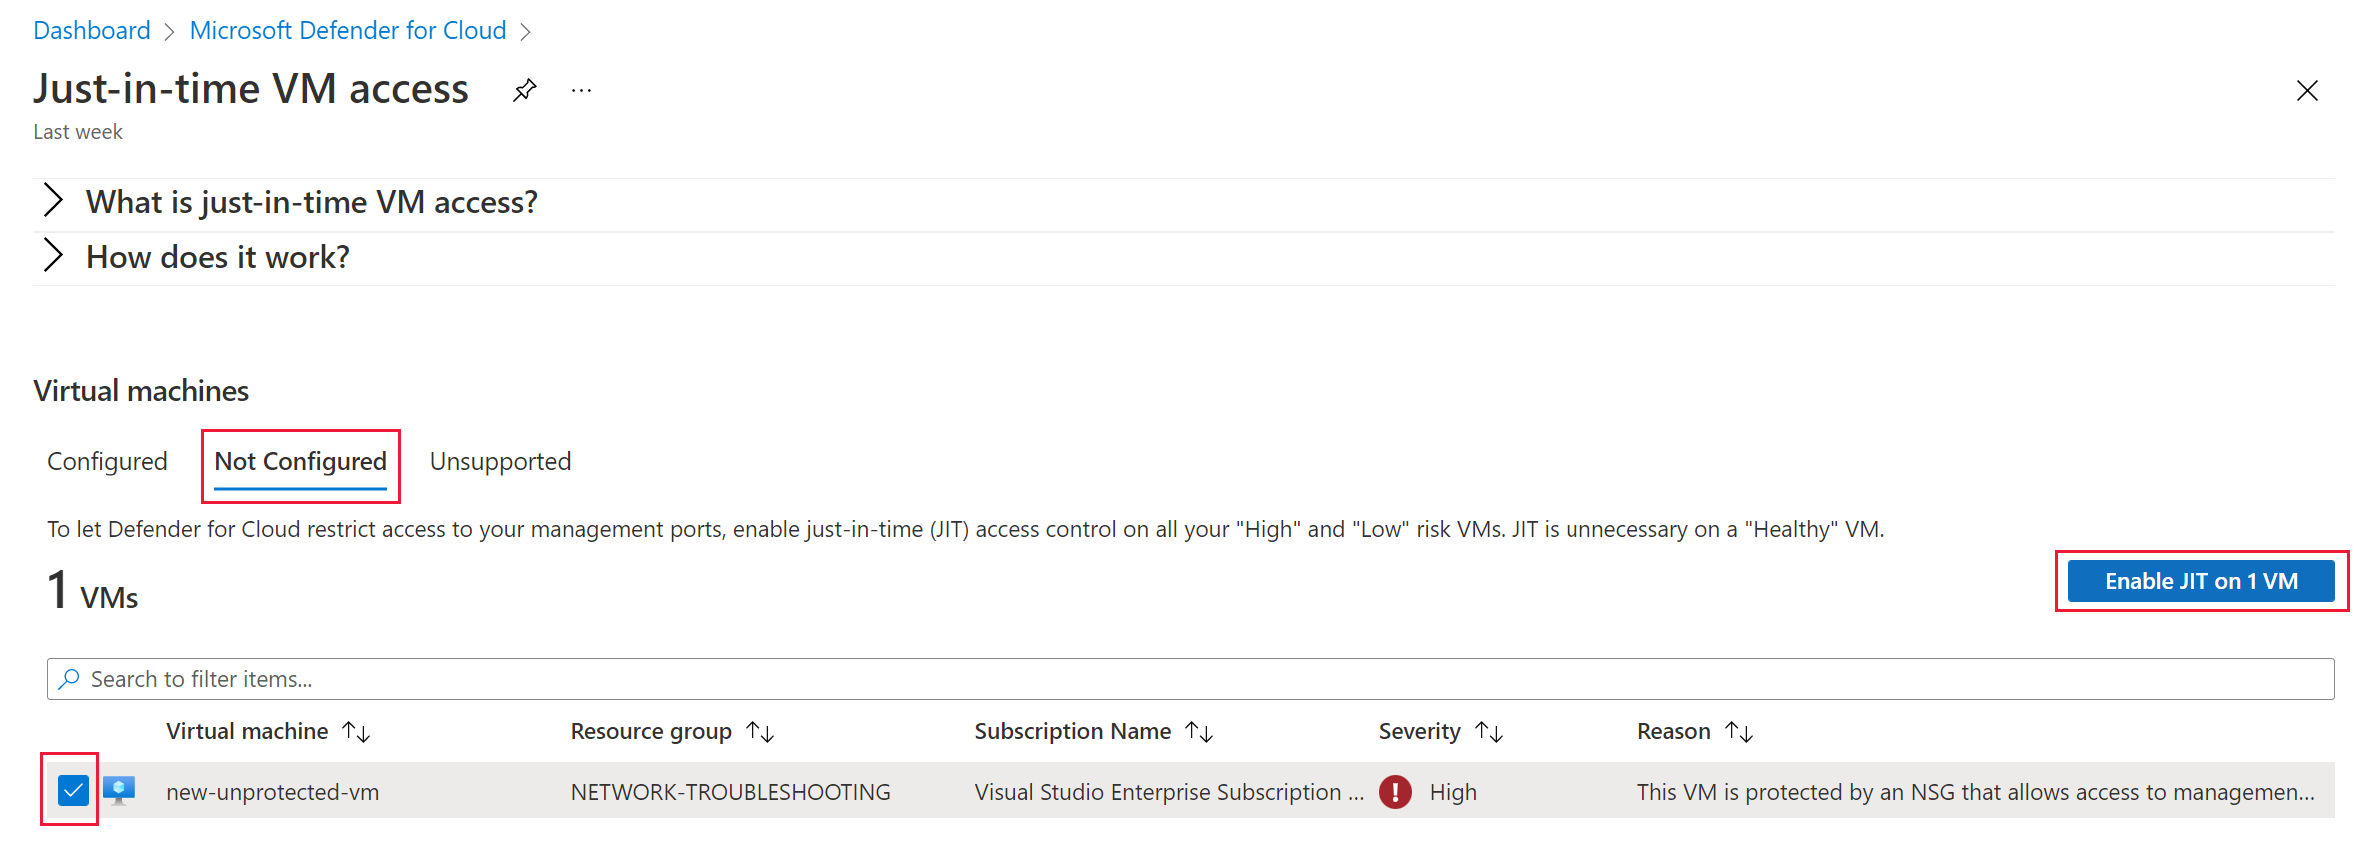 Dashboard > Microsoft Defender for Cloud >
Just-in-time VM access ...
Last week
What is just-in-time VM access?
How does it work?
Virtual machines
Configured Not Configured Unsupported
To let Defender for Cloud restrict access to your management ports, enable just-in-time (JIT) access control on all your "High" and "Low" risk VMs. JIT is unnecessary on a "Healthy" VM.
1 VMs
Enable JIT on 1 VM
Search to filter items...
Virtual machine ↑↓ Resource group ↑↓ Subscription Name ↑↓ Severity ↑↓ Reason ↑↓
new-unprotected-vm NETWORK-TROUBLESHOOTING Visual Studio Enterprise Subscription ... High This VM is protected by an NSG that allows access to managemen...